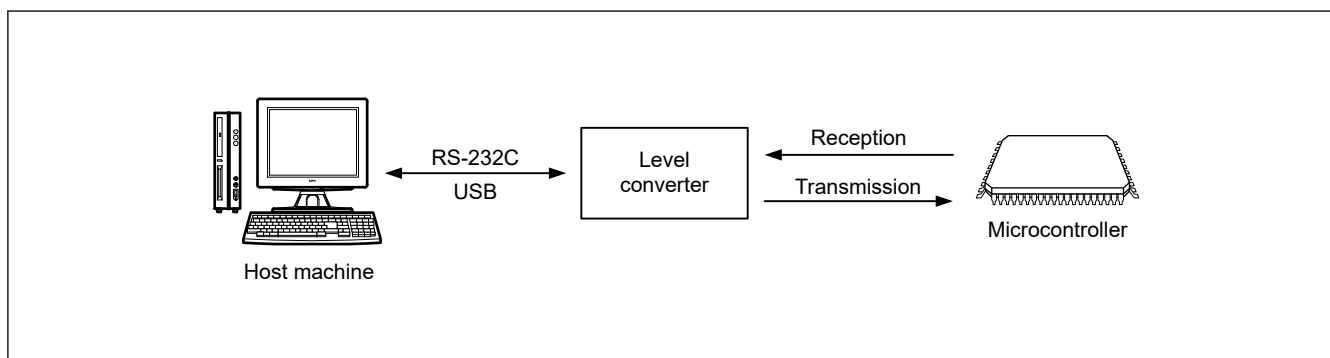 RS-232C
USB
Level
converter
Reception
Transmission
Host machine
Microcontroller